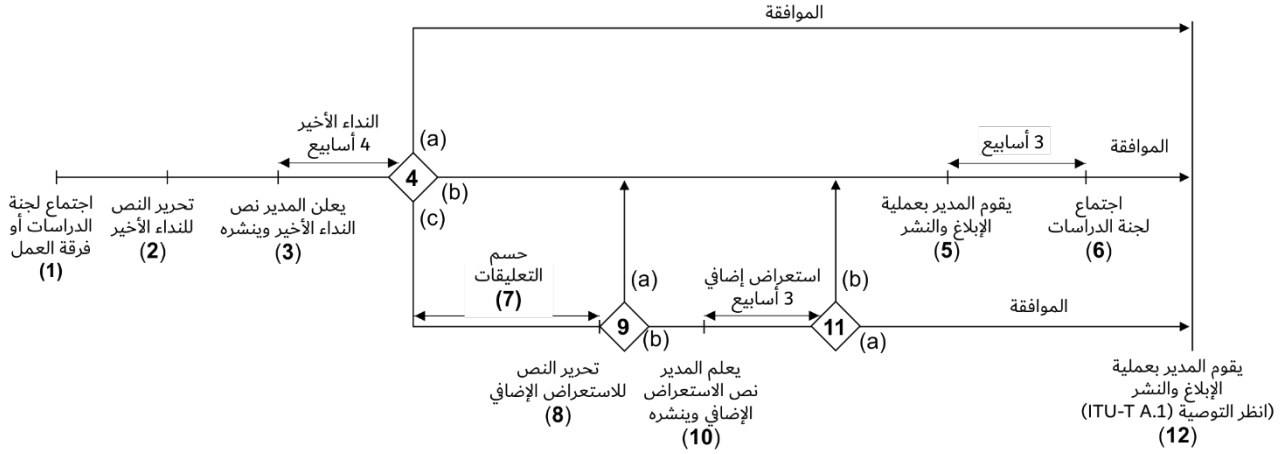 الموافقة
النداء الأخير
4 أسابيع
(a)
4
(b)
(c)
3 أسابيع
الموافقة
اجتماع لجنة
الدراسات أو
فرقة العمل
(1)
تحرير النص
للنداء الأخير
(2)
يعلن المدير نص
النداء الأخير وينشره
(3)
يقوم المدير بعملية
الإبلاغ والنشر
(5)
اجتماع
لجنة الدراسات
(6)
حسم
التعليقات
(7)
(a)
9
(b)
استعراض إضافي
3 أسابيع
(b)
11
(a)
الموافقة
تحرير النص
للاستعراض الإضافي
(8)
يعلم المدير
نص الاستعراض
الإضافي وينشره
(10)
يقوم المدير بعملية
الإبلاغ والنشر
(انظر التوصية ITU-T A.1)
(12)